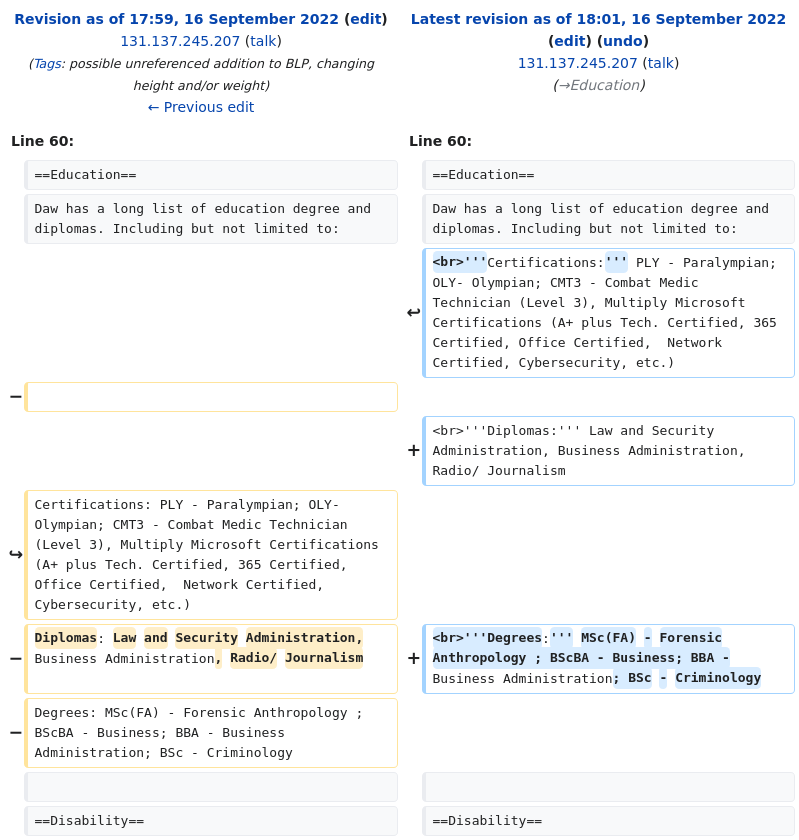 Revision as of 17:59, 16 September 2022 (edit)
131.137.245.207 (talk)
(Tags: possible unreferenced addition to BLP, changing
height and/or weight)
← Previous edit
Latest revision as of 18:01, 16 September 2022
(edit) (undo)
131.137.245.207 (talk)
(→Education)
Line 60:
Line 60:
==Education==
==Education==
Daw has a long list of education degree and
diplomas. Including but not limited to:
Daw has a long list of education degree and
diplomas. Including but not limited to:
↩
<br>'''Certifications:''' PLY - Paralympian;
OLY- Olympian; CMT3 - Combat Medic
Technician (Level 3), Multiply Microsoft
Certifications (A+ plus Tech. Certified, 365
Certified, Office Certified,  Network
Certified, Cybersecurity, etc.)
−
+
<br>'''Diplomas:''' Law and Security
Administration, Business Administration,
Radio/ Journalism
↪
Certifications: PLY - Paralympian; OLY-
Olympian; CMT3 - Combat Medic Technician
(Level 3), Multiply Microsoft Certifications
(A+ plus Tech. Certified, 365 Certified,
Office Certified,  Network Certified,
Cybersecurity, etc.)
−
Diplomas: Law and Security Administration,
Business Administration, Radio/ Journalism
+
<br>'''Degrees:''' MSc(FA) - Forensic
Anthropology ; BScBA - Business; BBA -
Business Administration; BSc - Criminology
−
Degrees: MSc(FA) - Forensic Anthropology ;
BScBA - Business; BBA - Business
Administration; BSc - Criminology
==Disability==
==Disability==